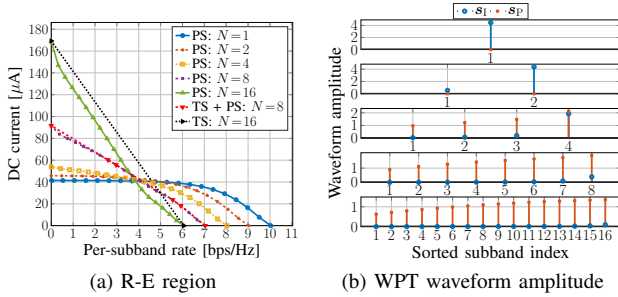 180
160
140
120
100
80
60
40
20
0
DC current [μA]
0 1 2 3 4 5 6 7 8 9 10 11
Per-subband rate [bps/Hz]
PS: N = 1
PS: N = 2
PS: N = 4
PS: N = 8
PS: N = 16
TS + PS: N = 8
TS: N = 16
(a) R-E region
s_I s_P
Waveform amplitude
4
2
0
1
4
2
0
1 2
2
1
0
1 2 3 4
1
0
1 2 3 4 5 6 7 8
1
0
1 2 3 4 5 6 7 8 9 10 11 12 13 14 15 16
Sorted subband index
(b) WPT waveform amplitude